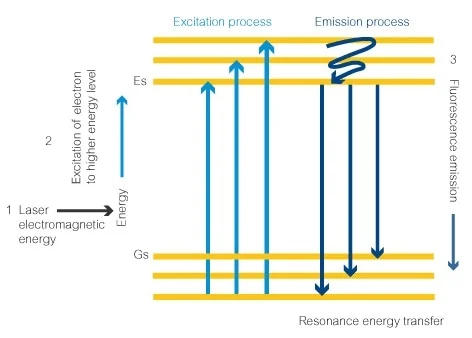 Excitation process
Emission process
Es
3
Fluorescence emission
2
Excitation of electron
to higher energy level
Energy
1 Laser
electromagnetic
energy
Gs
Resonance energy transfer